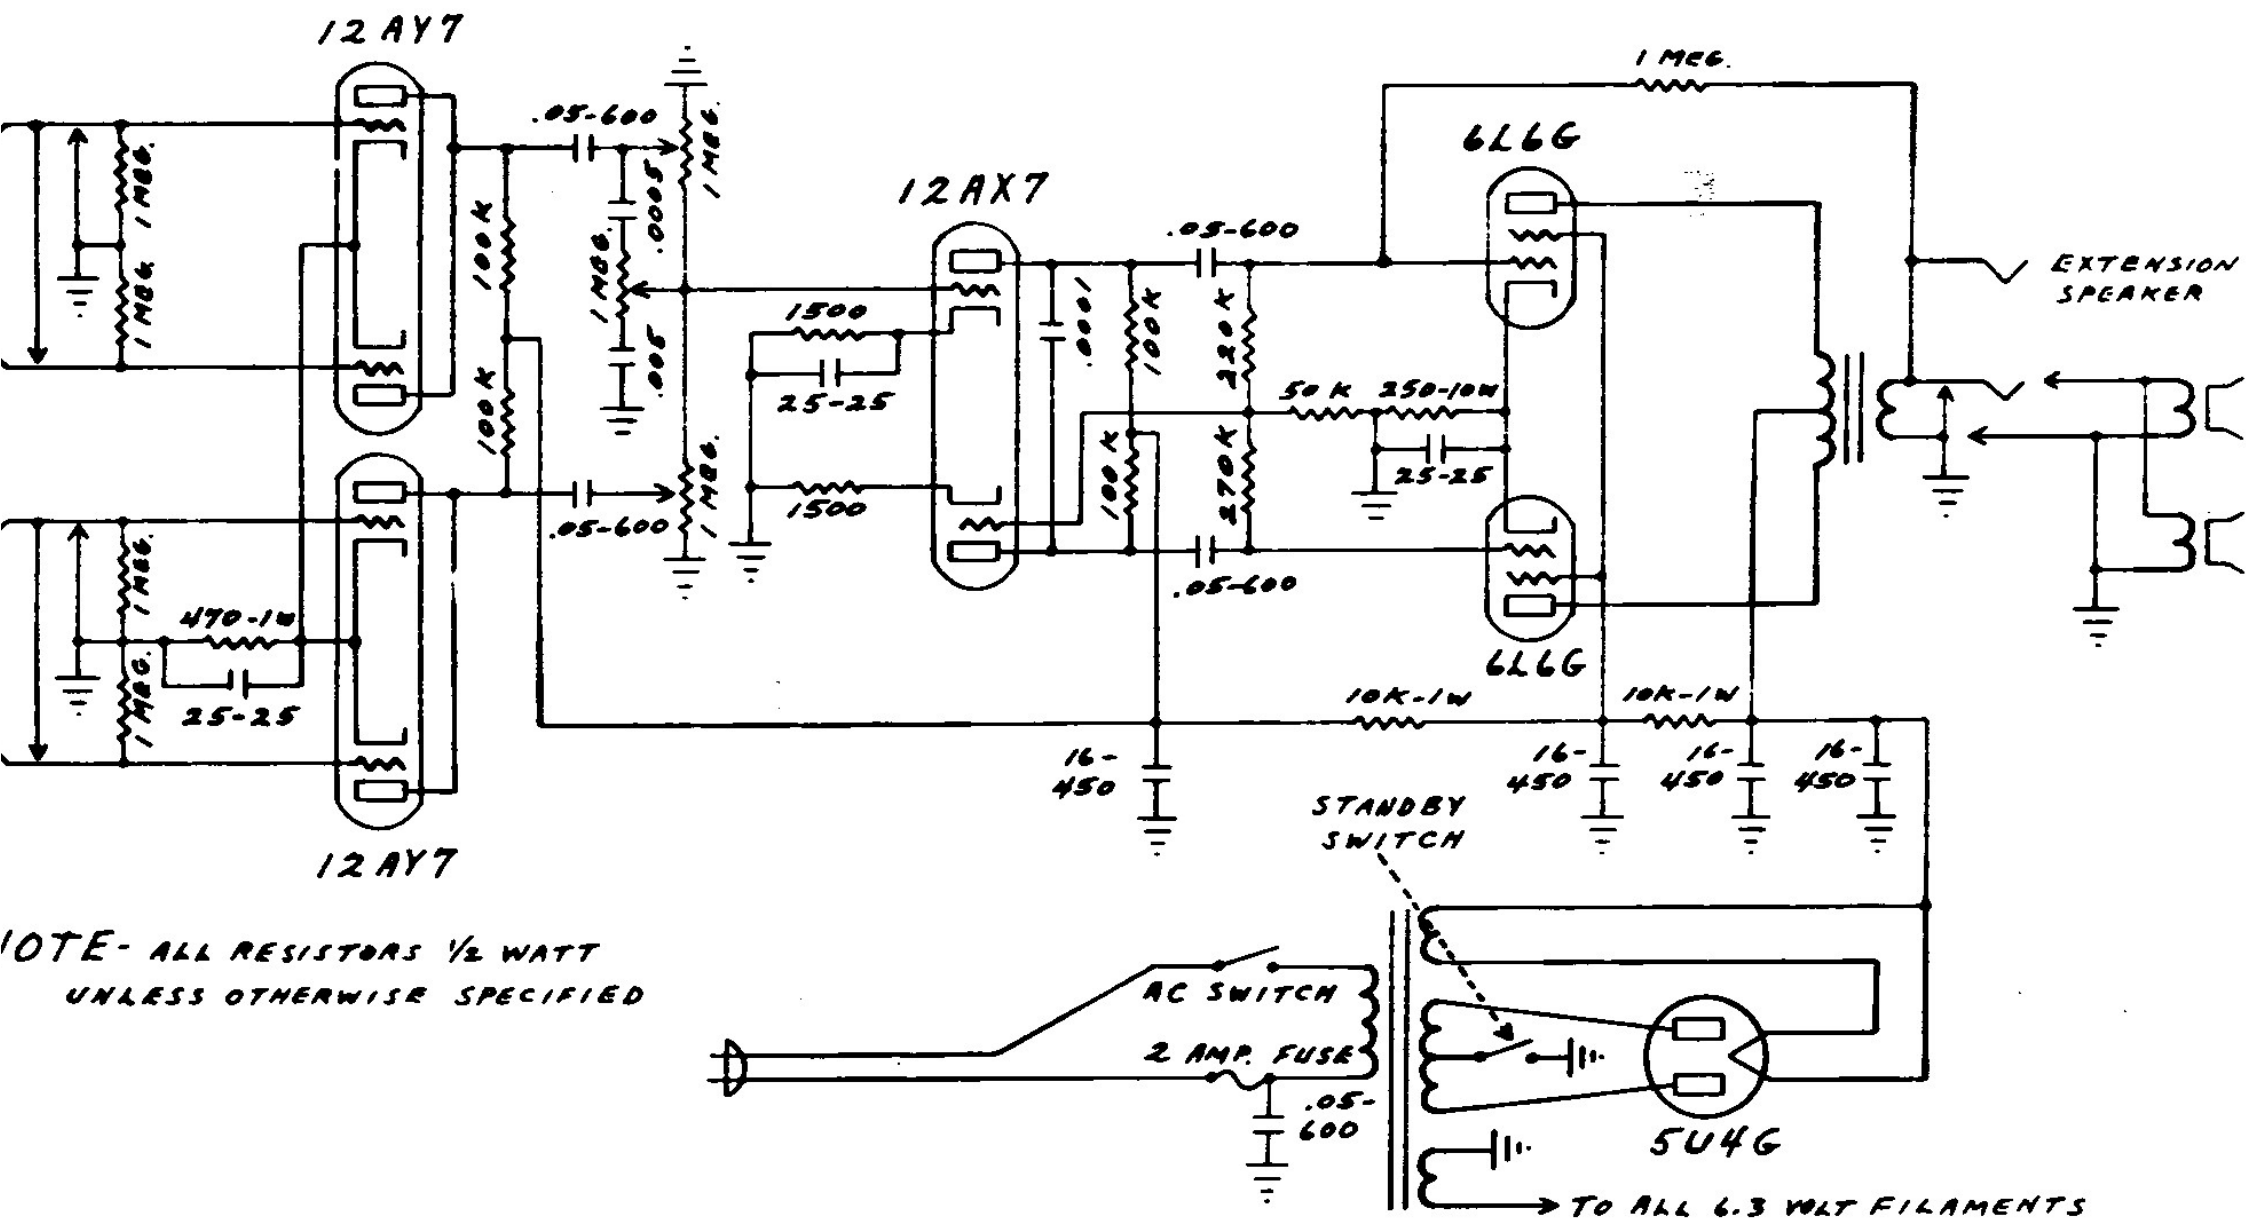 12AY7
1 MEG.
.05-600
6L6G
1 MEG.
1 MEG.
.0005
12AX7
100K
.05-600
EXTENSION
SPEAKER
1 MEG.
1 MEG.
1500
.0001
100K
220K
.005
25-25
50K
250-10W
100K
1 MEG.
100K
270K
25-25
1500
.05-600
1 MEG.
.05-600
470-1W
6L6G
1 MEG.
25-25
10K-1W
10K-1W
16-
450
16-
450
16-
450
16-
450
STANDBY
SWITCH
12AY7
IOTE- ALL RESISTORS ½ WATT
UNLESS OTHERWISE SPECIFIED
AC SWITCH
2 AMP. FUSE
.05-
600
5U4G
TO ALL 6.3 VOLT FILAMENTS